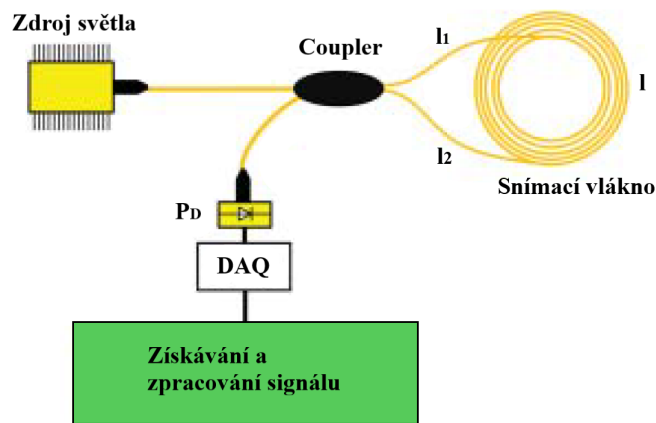 Zdroj světla
Coupler
l1
l
l2
Snímací vlákno
PD
DAQ
Získávání a
zpracování signálu